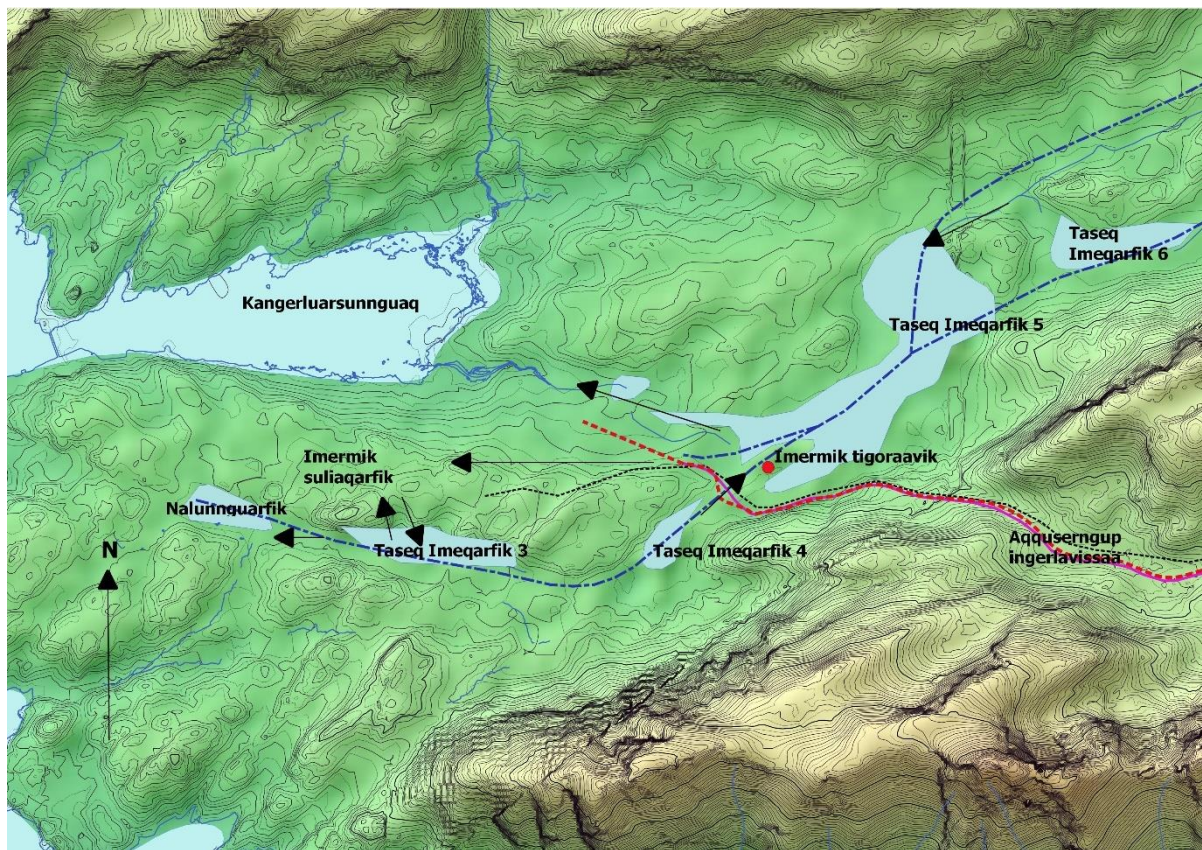 Taseq
Imeqarfik 6
Kangerluarsunnguaq
Taseq Imeqarfik 5
Imermik
suliaqarfik
Imermik tigoraavik
Nalunnguarfik
Taseq Imeqarfik 3
Taseq Imeqarfik 4
Aqquserngup
ingerlavissaa
N